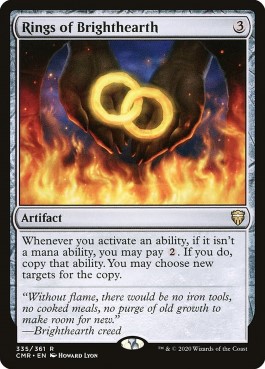 Rings of Brighthearth 3
Artifact
Whenever you activate an ability, if it isn't
a mana ability, you may pay 2. If you do,
copy that ability. You may choose new
targets for the copy.
"Without flame, there would be no iron tools,
no cooked meals, no purge of old growth to
make room for new."
—Brighthearth creed
335/361 R
CMR • EN Howard Lyon
™ & © 2020 Wizards of the Coast